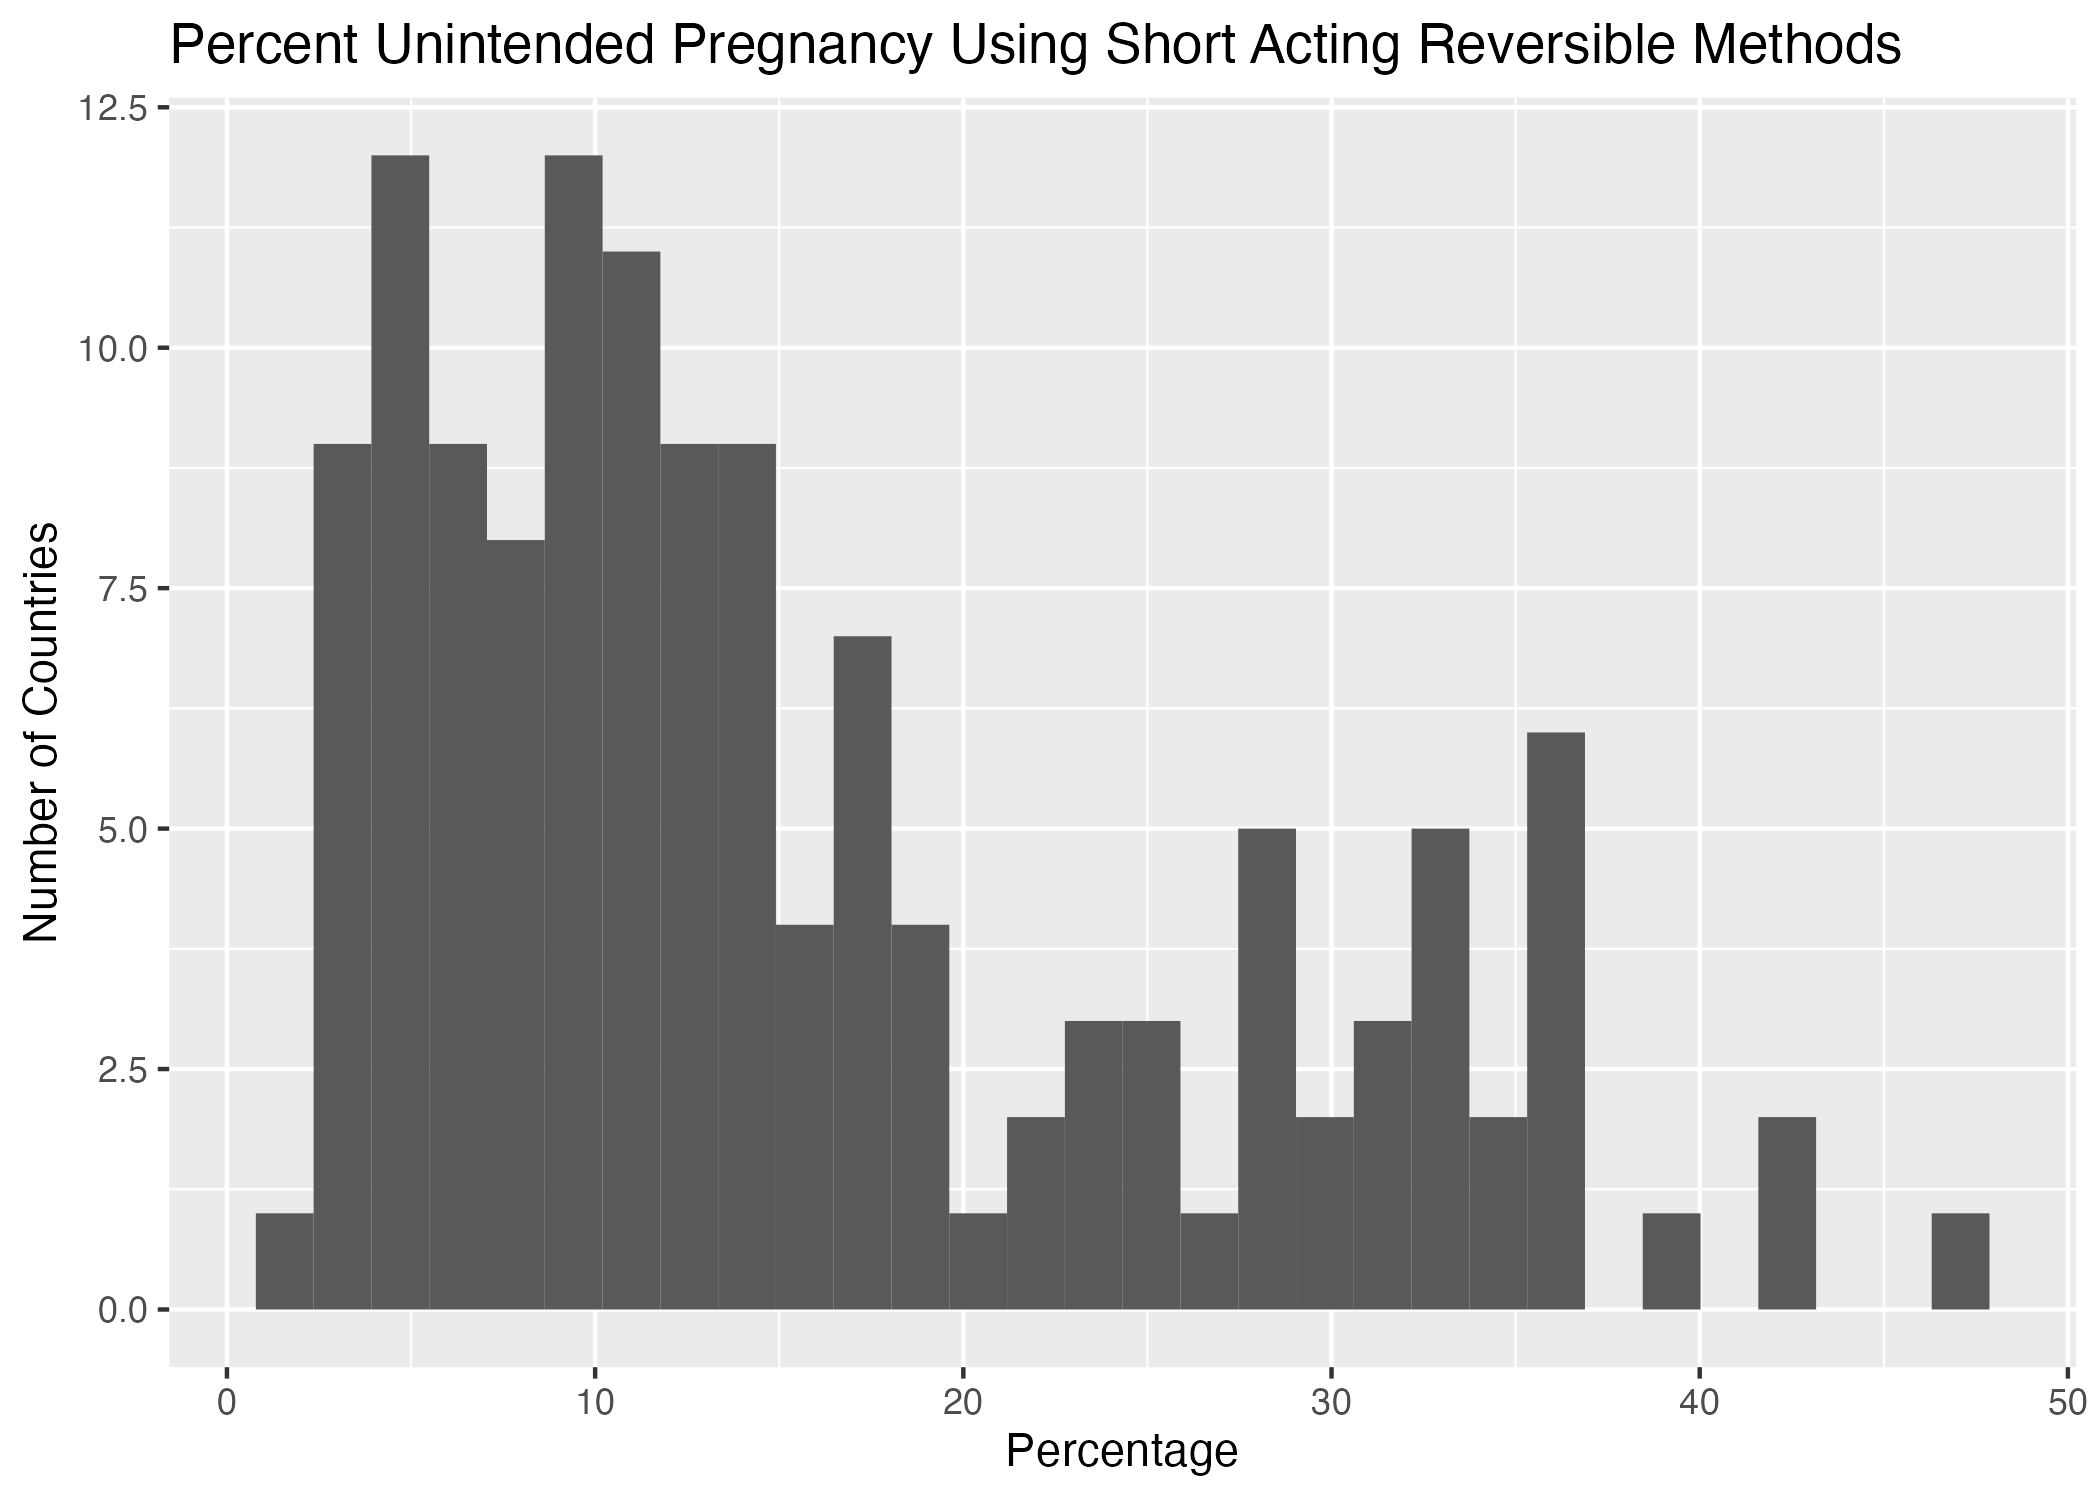 Percent Unintended Pregnancy Using Short Acting Reversible Methods
12.5
10.0
7.5
5.0
2.5
0.0
Number of Countries
0 10 20 30 40 50
Percentage